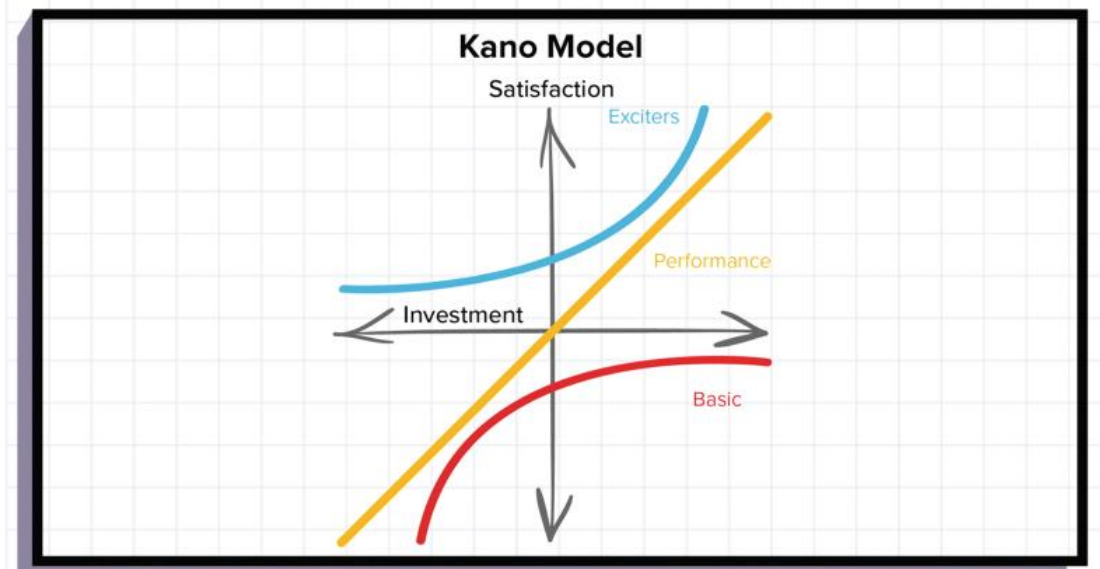 Kano Model
Satisfaction
Exciters
Performance
Investment
Basic